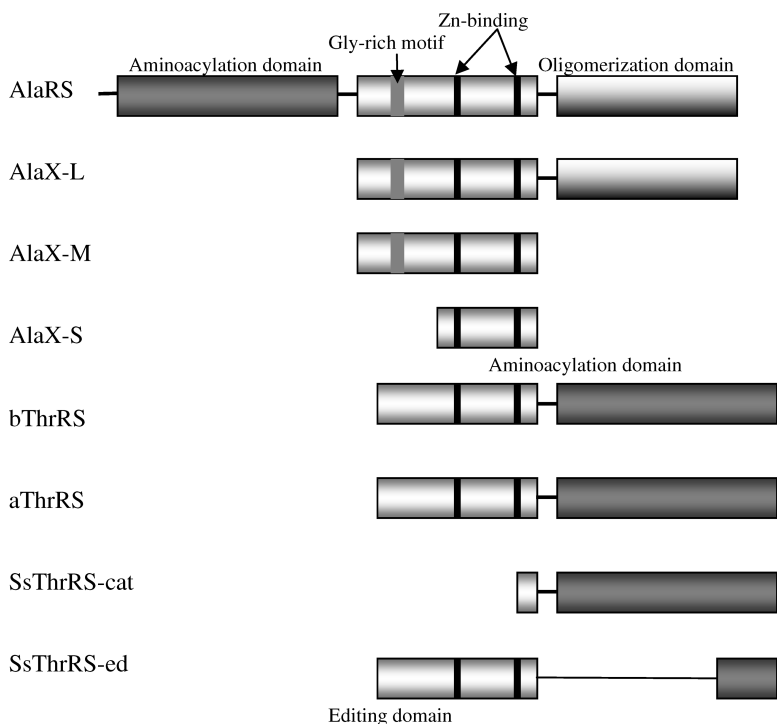 Zn-binding
Gly-rich motif
Aminoacylation domain
Oligomerization domain
AlaRS
AlaX-L
AlaX-M
AlaX-S
Aminoacylation domain
bThrRS
aThrRS
SsThrRS-cat
SsThrRS-ed
Editing domain